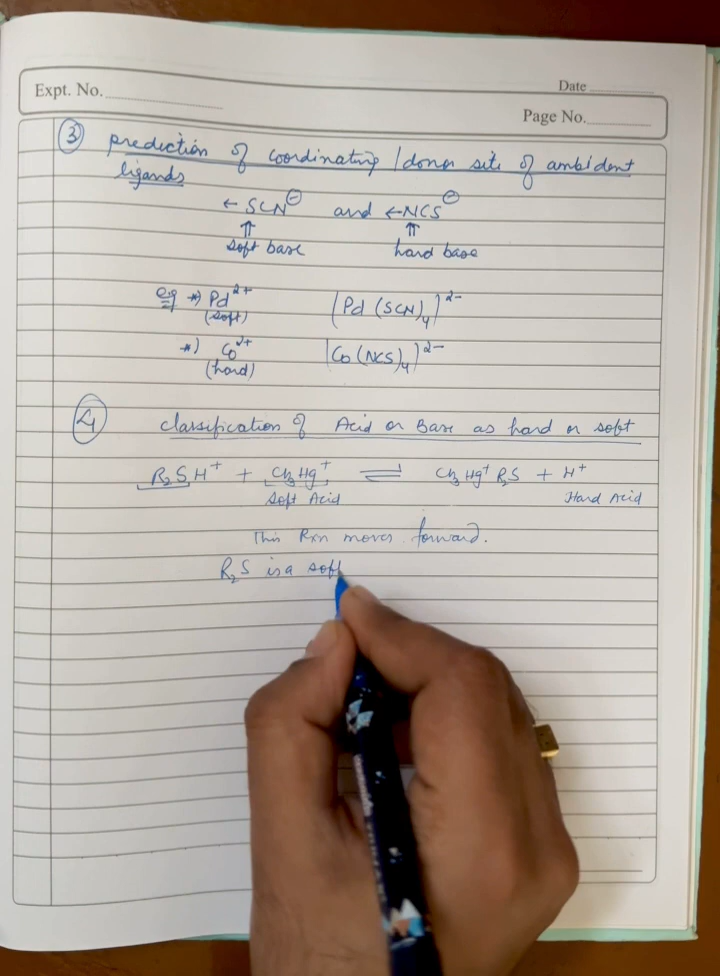 Expt. No.
Date
Page No.
③ prediction of coordinating / donor site of ambident
ligands
← SCN⊖ and ← NCS⊖
⇑ ⇑
soft base hard base
e.g *) Pd²⁺ [Pd (SCN)₄]²⁻
(soft)
*) Co²⁺ [Co (NCS)₄]²⁻
(hard)
④ classification of Acid or Base as hard or soft
R₂SH⁺ + CH₃Hg⁺ ⇌ CH₃Hg⁺R₂S + H⁺
Soft Acid Hard Acid
This Rxn moves forward.
R₂S is a soft